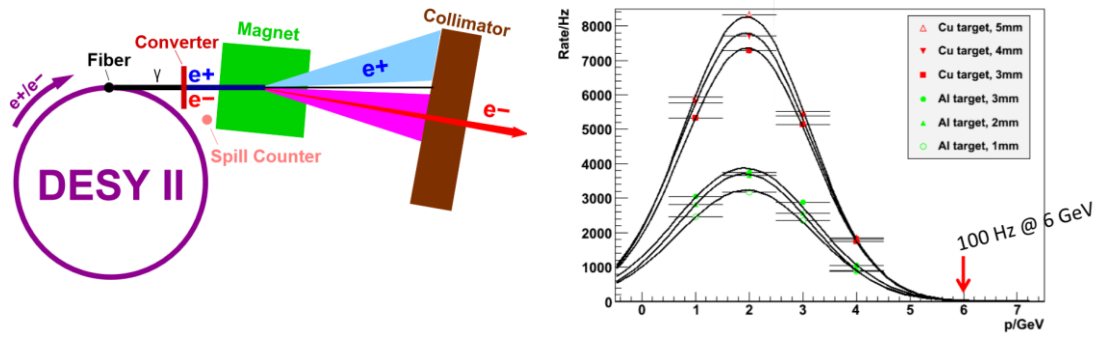 Fiber
Converter
Magnet
Collimator
γ
e+
e−
e+
e−
e+/e−
Spill Counter
DESY II
Rate/Hz
8000
7000
6000
5000
4000
3000
2000
1000
0
Cu target, 5mm
Cu target, 4mm
Cu target, 3mm
Al target, 3mm
Al target, 2mm
Al target, 1mm
100 Hz @ 6 GeV
0 1 2 3 4 5 6 7
p/GeV